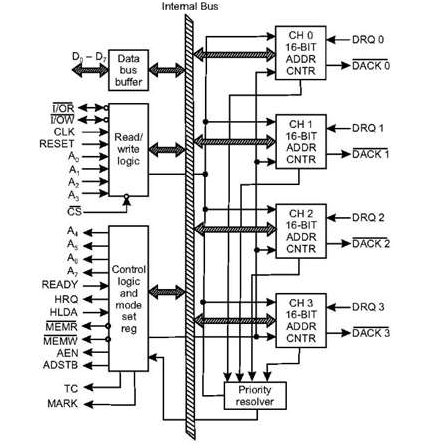 Internal Bus
D₀ – D₇
Data
bus
buffer
I/OR
I/OW
CLK
RESET
A₀
A₁
A₂
A₃
CS
Read/
write
logic
A₄
A₅
A₆
A₇
READY
HRQ
HLDA
MEMR
MEMW
AEN
ADSTB
TC
MARK
Control
logic
and
mode
set
reg
CH 0
16-BIT
ADDR
CNTR
DRQ 0
DACK 0
CH 1
16-BIT
ADDR
CNTR
DRQ 1
DACK 1
CH 2
16-BIT
ADDR
CNTR
DRQ 2
DACK 2
CH 3
16-BIT
ADDR
CNTR
DRQ 3
DACK 3
Priority
resolver